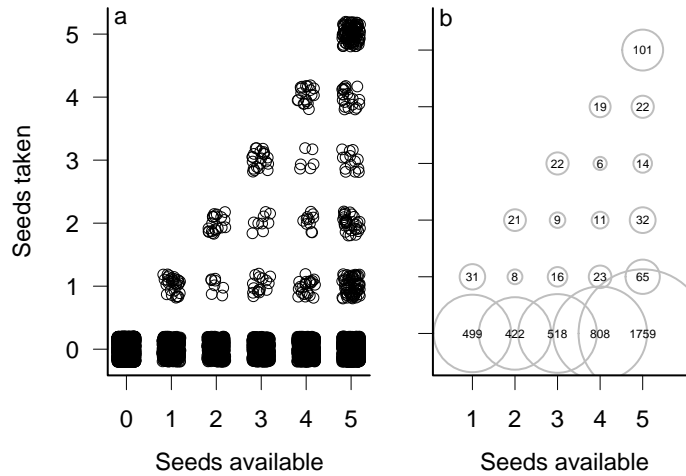 a
b
5
4
3
2
1
0
Seeds taken
101
19 22
22 6 14
21 9 11 32
31 8 16 23 65
499 422 518 808 1759
0 1 2 3 4 5
1 2 3 4 5
Seeds available
Seeds available